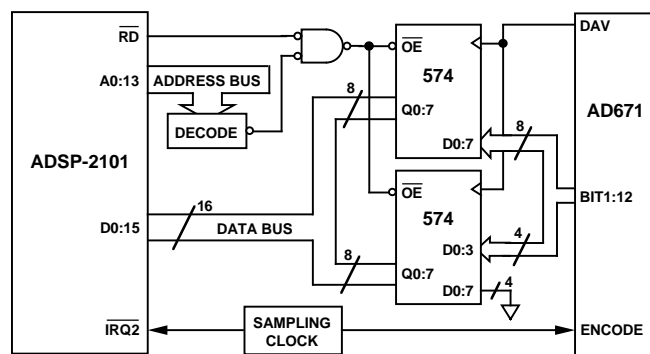 RD
OE
574
DAV
A0:13
ADDRESS BUS
8
Q0:7
8
AD671
DECODE
D0:7
ADSP-2101
OE
574
BIT1:12
16
D0:15
DATA BUS
4
D0:3
8
Q0:7
4
D0:7
IRQ2
SAMPLING
CLOCK
ENCODE